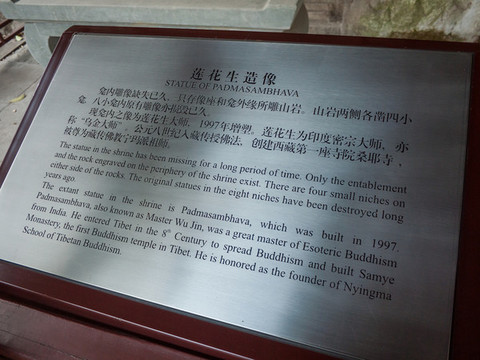 莲花生造像
STATUE OF PADMASAMBHAVA
龛内雕像缺失已久，只存像座和龛外缘所雕山岩。山岩两侧各凿四小
龛，八小龛内原有雕像亦损毁已久。
现龛内之像为莲花生大师，1997年增塑。莲花生为印度密宗大师、亦
称“乌金大师”，公元八世纪入藏传授佛法，创建西藏第一座寺院桑耶寺，
被尊为藏传佛教宁玛派祖师。
The statue in the shrine has been missing for a long period of time. Only the entablement
and the rock engraved on the periphery of the shrine exist. There are four small niches on
either side of the rocks. The original statues in the eight niches have been destroyed long
years ago.
The extant statue in the shrine is Padmasambhava, which was built in 1997.
Padmasambhava, also known as Master Wu Jin, was a great master of Esoteric Buddhism
from India. He entered Tibet in the 8th Century to spread Buddhism and built Samye
Monastery, the first Buddhism temple in Tibet. He is honored as the founder of Nyingma
School of Tibetan Buddhism.